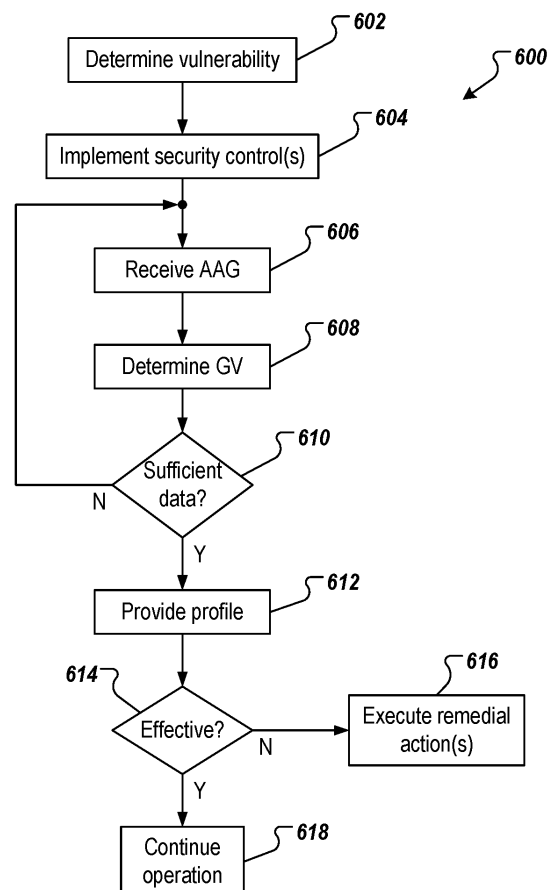 602
Determine vulnerability
600
604
Implement security control(s)
606
Receive AAG
608
Determine GV
610
Sufficient
data?
N
Y
612
Provide profile
614
616
Effective?
Execute remedial
action(s)
N
Y
618
Continue
operation